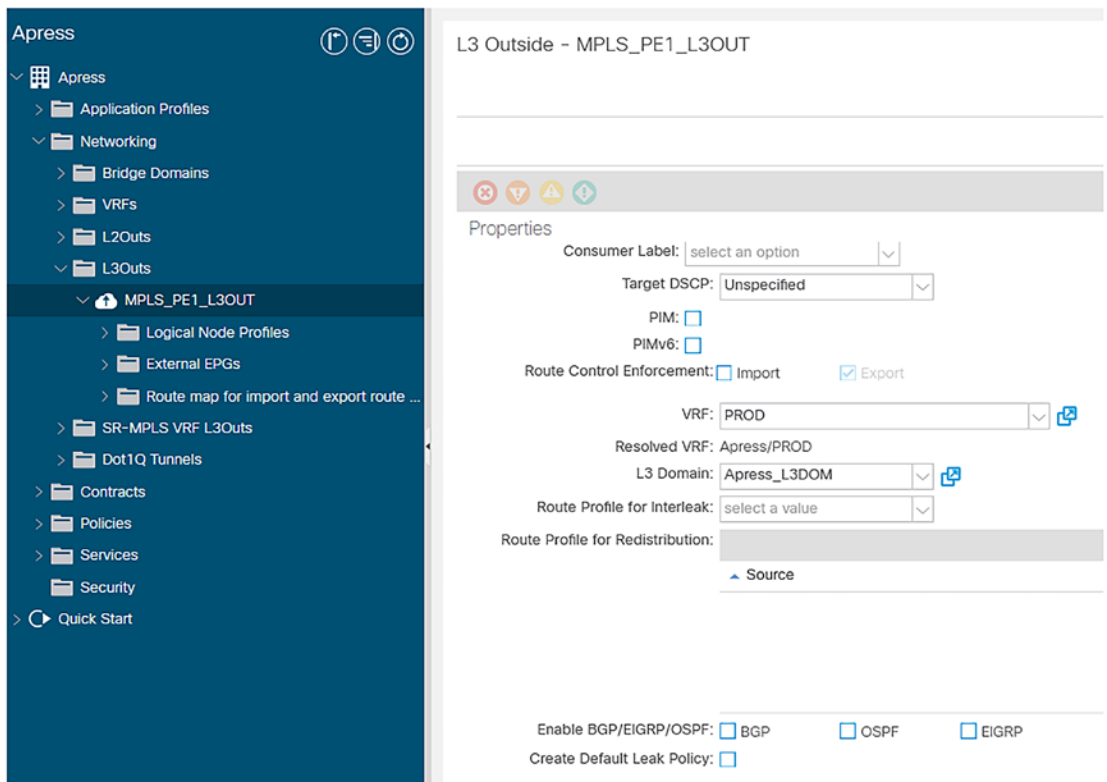 Apress
Apress
Application Profiles
Networking
Bridge Domains
VRFs
L2Outs
L3Outs
MPLS_PE1_L3OUT
Logical Node Profiles
External EPGs
Route map for import and export route ...
SR-MPLS VRF L3Outs
Dot1Q Tunnels
Contracts
Policies
Services
Security
Quick Start
L3 Outside - MPLS_PE1_L3OUT
Properties
Consumer Label: select an option
Target DSCP: Unspecified
PIM:
PIMv6:
Route Control Enforcement: Import Export
VRF: PROD
Resolved VRF: Apress/PROD
L3 Domain: Apress_L3DOM
Route Profile for Interleak: select a value
Route Profile for Redistribution:
Source
Enable BGP/EIGRP/OSPF: BGP OSPF EIGRP
Create Default Leak Policy: